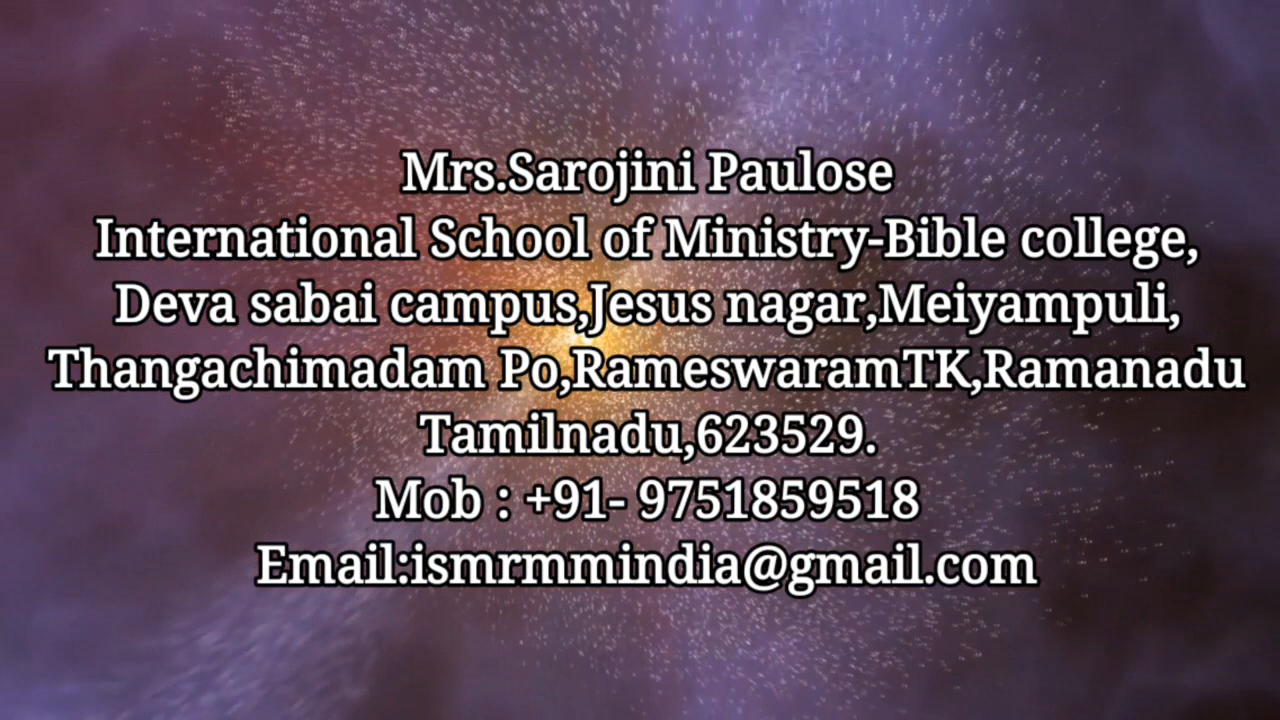 Mrs.Sarojini Paulose
International School of Ministry-Bible college,
Deva sabai campus,Jesus nagar,Meiyampuli,
Thangachimadam Po,RameswaramTK,Ramanadu
Tamilnadu,623529.
Mob : +91- 9751859518
Email:ismrmmindia@gmail.com